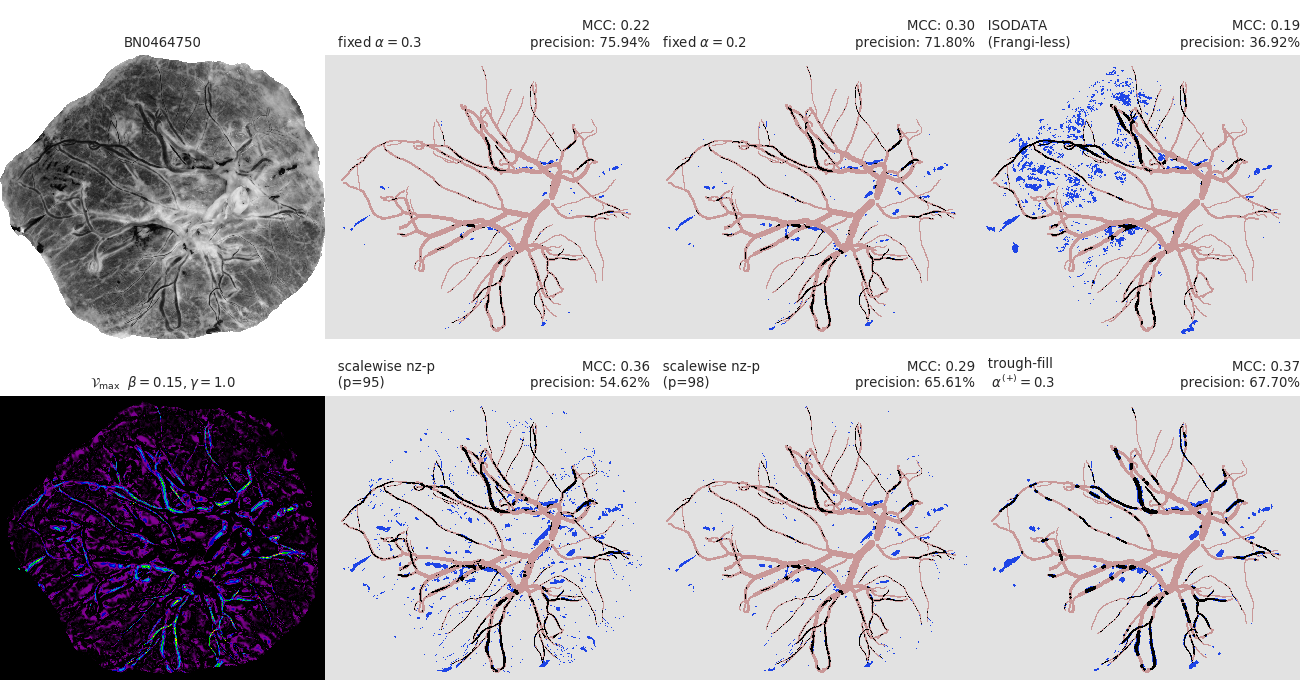 BN0464750
fixed α = 0.3
MCC: 0.22
precision: 75.94%
fixed α = 0.2
MCC: 0.30
precision: 71.80%
ISODATA
(Frangi-less)
MCC: 0.19
precision: 36.92%
𝒱max β = 0.15, γ = 1.0
scalewise nz-p
(p=95)
MCC: 0.36
precision: 54.62%
scalewise nz-p
(p=98)
MCC: 0.29
precision: 65.61%
trough-fill
α(+) = 0.3
MCC: 0.37
precision: 67.70%